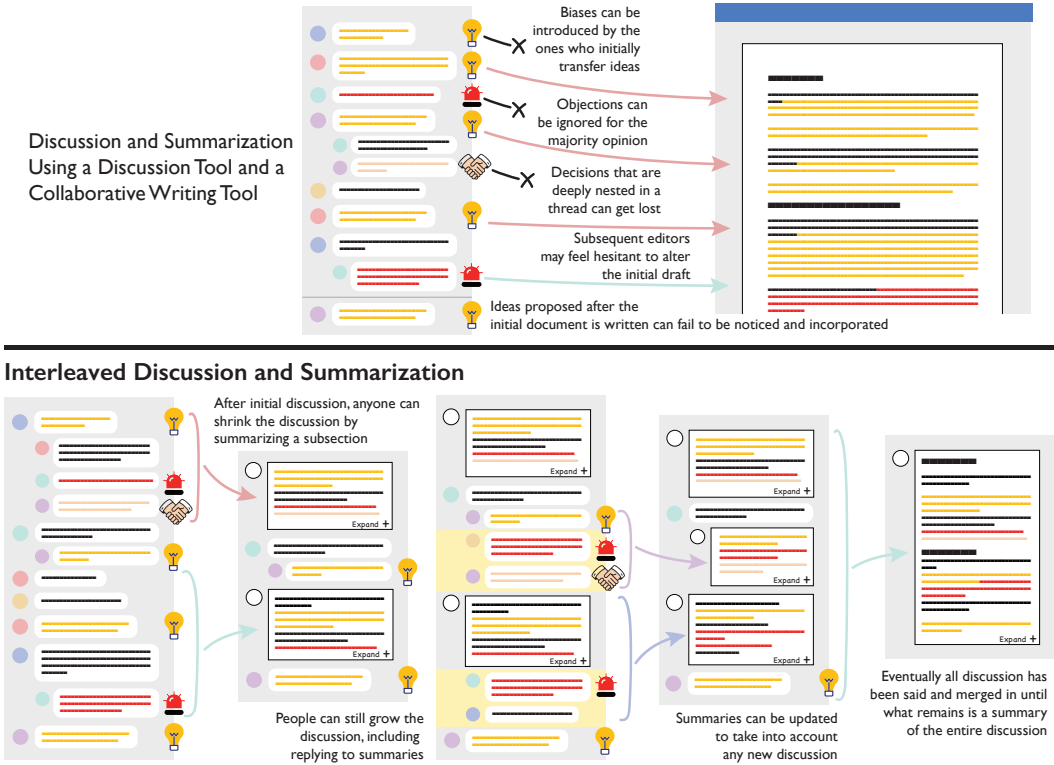 Biases can be
introduced by the
ones who initially
transfer ideas
Objections can
be ignored for the
majority opinion
Discussion and Summarization
Using a Discussion Tool and a
Collaborative Writing Tool
Decisions that are
deeply nested in a
thread can get lost
Subsequent editors
may feel hesitant to alter
the initial draft
Ideas proposed after the
initial document is written can fail to be noticed and incorporated
Interleaved Discussion and Summarization
After initial discussion, anyone can
shrink the discussion by
summarizing a subsection
Expand +
Expand +
People can still grow the
discussion, including
replying to summaries
Expand +
Expand +
Expand +
Expand +
Expand +
Summaries can be updated
to take into account
any new discussion
Expand +
Eventually all discussion has
been said and merged in until
what remains is a summary
of the entire discussion